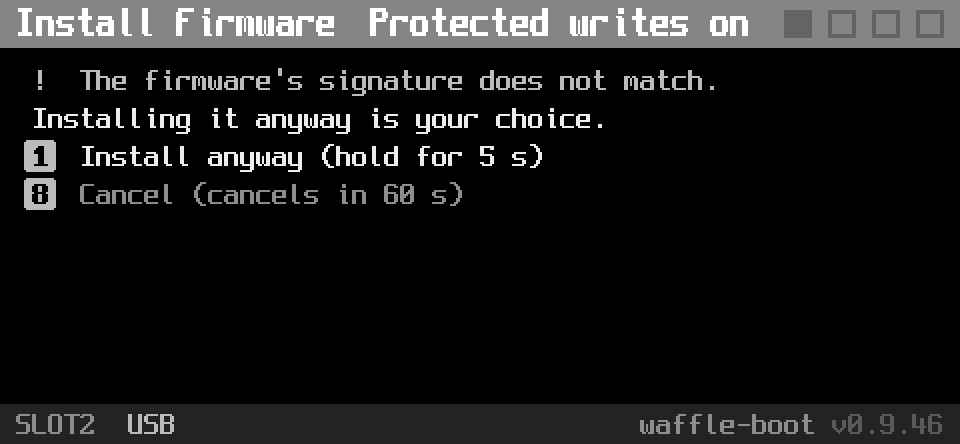 Install Firmware Protected writes on
! The firmware's signature does not match.
Installing it anyway is your choice.
1 Install anyway (hold for 5 s)
8 Cancel (cancels in 60 s)
SLOT2 USB waffle-boot v0.9.46